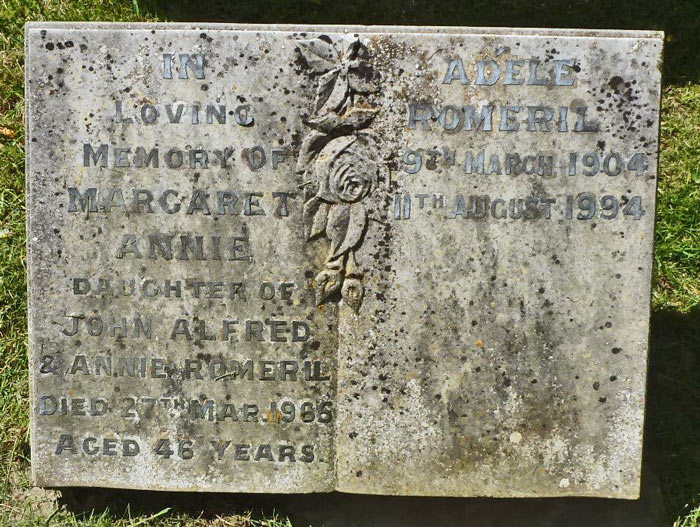 IN
LOVING
MEMORY OF
MARGARET
ANNIE
DAUGHTER OF
JOHN ALFRED
& ANNIE ROMERIL
DIED 27TH MAR. 1965
AGED 46 YEARS.
ADÈLE
ROMERIL
9TH MARCH 1904
11TH AUGUST 1994